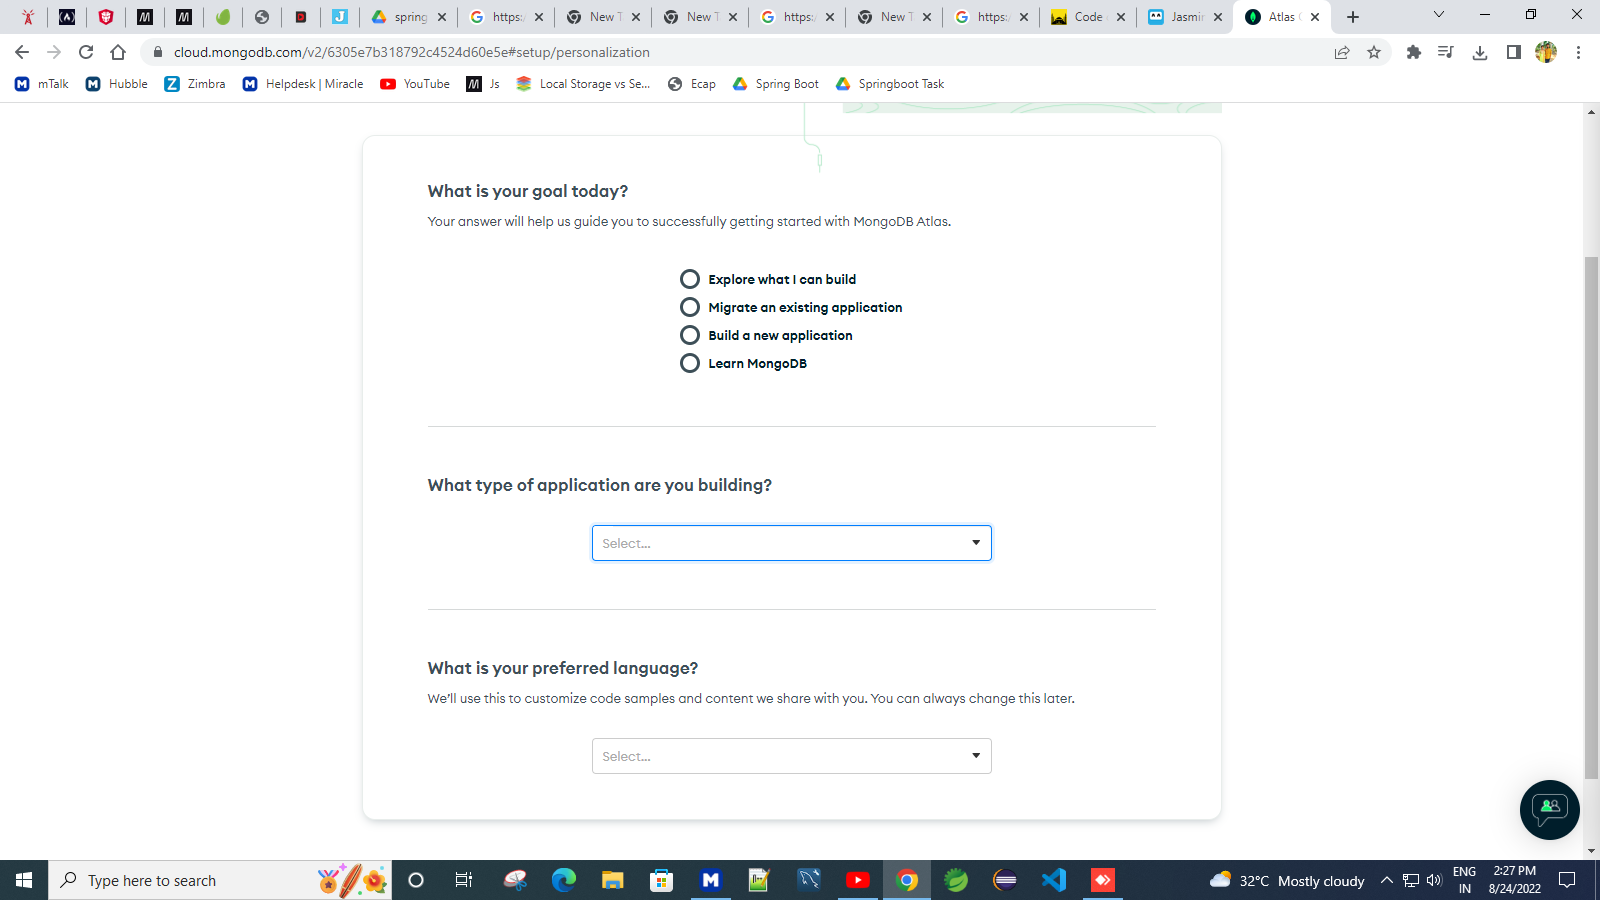 spring
https:/
New T
New T
https:/
New T
https:/
Code
Jasmin
Atlas
cloud.mongodb.com/v2/6305e7b318792c4524d60e5e#setup/personalization
mTalk
Hubble
Zimbra
Helpdesk | Miracle
YouTube
Js
Local Storage vs Se...
Ecap
Spring Boot
Springboot Task
What is your goal today?
Your answer will help us guide you to successfully getting started with MongoDB Atlas.
Explore what I can build
Migrate an existing application
Build a new application
Learn MongoDB
What type of application are you building?
Select...
What is your preferred language?
We'll use this to customize code samples and content we share with you. You can always change this later.
Select...
Type here to search
32°C Mostly cloudy
ENG
IN
2:27 PM
8/24/2022